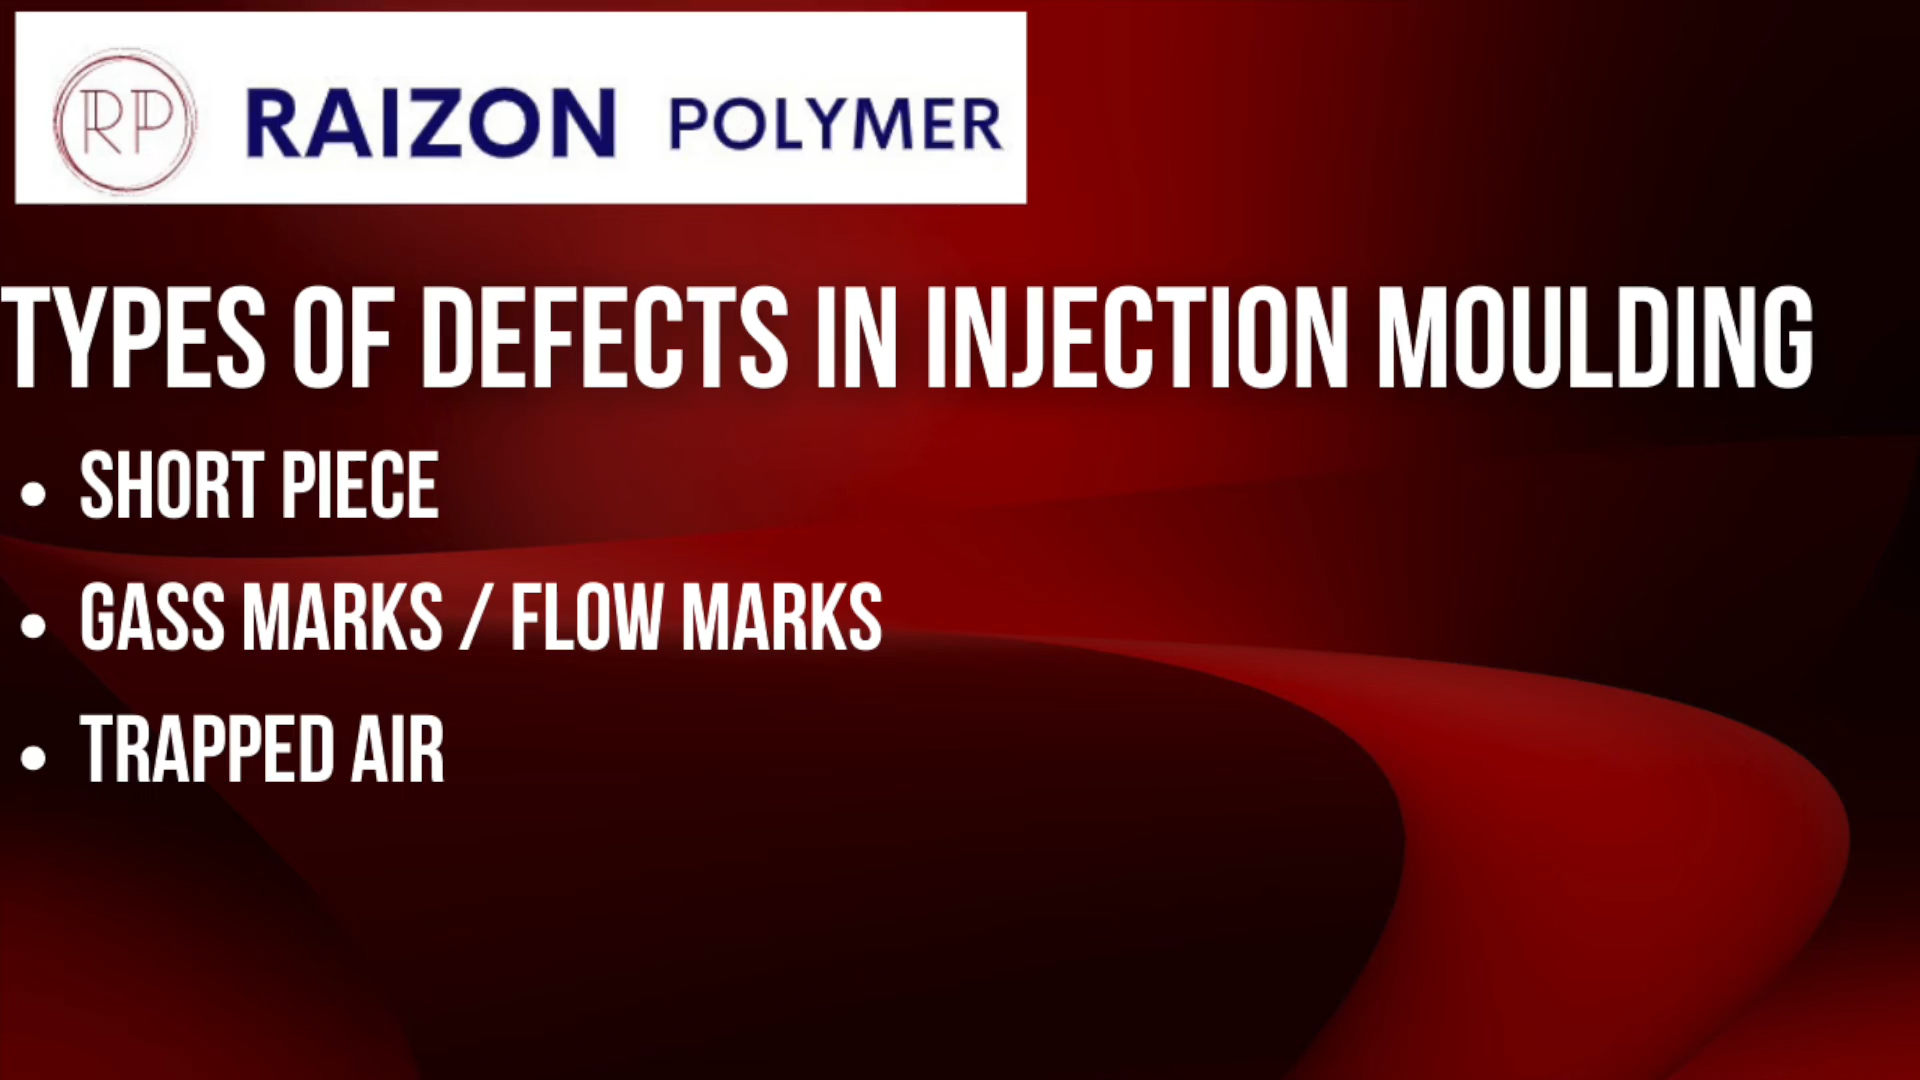 RP RAIZON POLYMER
TYPES OF DEFECTS IN INJECTION MOULDING
• SHORT PIECE
• GASS MARKS / FLOW MARKS
• TRAPPED AIR